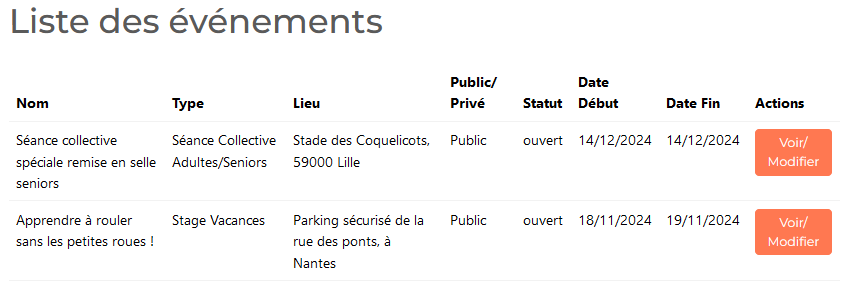 Liste des événements
Nom Type Lieu Public/ Privé Statut Date Début Date Fin Actions
Séance collective spéciale remise en selle seniors Séance Collective Adultes/Seniors Stade des Coquelicots, 59000 Lille Public ouvert 14/12/2024 14/12/2024 Voir/ Modifier
Apprendre à rouler sans les petites roues ! Stage Vacances Parking sécurisé de la rue des ponts, à Nantes Public ouvert 18/11/2024 19/11/2024 Voir/ Modifier